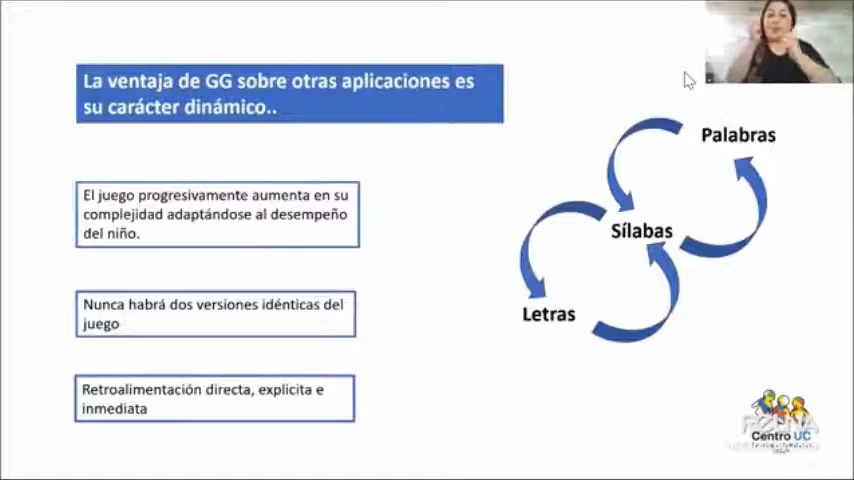 La ventaja de GG sobre otras aplicaciones es
su carácter dinámico..
El juego progresivamente aumenta en su
complejidad adaptándose al desempeño
del niño.
Nunca habrá dos versiones idénticas del
juego
Retroalimentación directa, explícita e
inmediata
Palabras
Sílabas
Letras
Centro UC